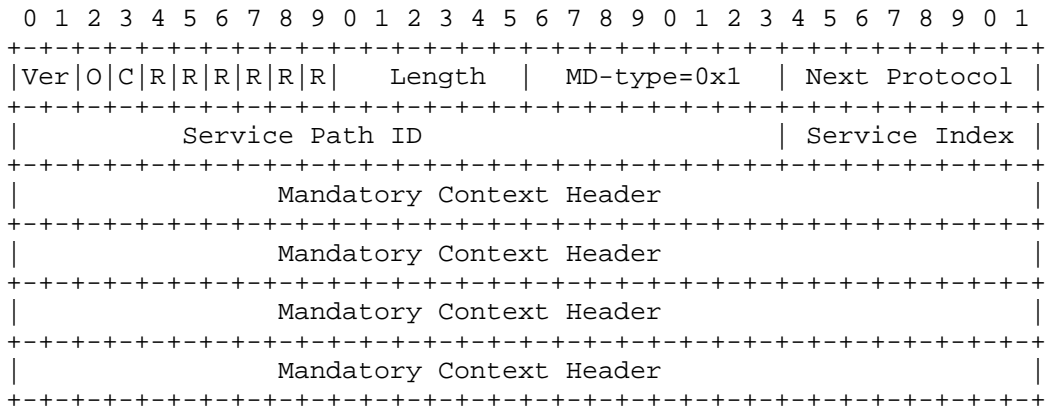 0 1 2 3 4 5 6 7 8 9 0 1 2 3 4 5 6 7 8 9 0 1 2 3 4 5 6 7 8 9 0 1
+-+-+-+-+-+-+-+-+-+-+-+-+-+-+-+-+-+-+-+-+-+-+-+-+-+-+-+-+-+-+-+-+
|Ver|O|C|R|R|R|R|R|R|   Length  |  MD-type=0x1  | Next Protocol |
+-+-+-+-+-+-+-+-+-+-+-+-+-+-+-+-+-+-+-+-+-+-+-+-+-+-+-+-+-+-+-+-+
|          Service Path ID                      | Service Index |
+-+-+-+-+-+-+-+-+-+-+-+-+-+-+-+-+-+-+-+-+-+-+-+-+-+-+-+-+-+-+-+-+
|                Mandatory Context Header                       |
+-+-+-+-+-+-+-+-+-+-+-+-+-+-+-+-+-+-+-+-+-+-+-+-+-+-+-+-+-+-+-+-+
|                Mandatory Context Header                       |
+-+-+-+-+-+-+-+-+-+-+-+-+-+-+-+-+-+-+-+-+-+-+-+-+-+-+-+-+-+-+-+-+
|                Mandatory Context Header                       |
+-+-+-+-+-+-+-+-+-+-+-+-+-+-+-+-+-+-+-+-+-+-+-+-+-+-+-+-+-+-+-+-+
|                Mandatory Context Header                       |
+-+-+-+-+-+-+-+-+-+-+-+-+-+-+-+-+-+-+-+-+-+-+-+-+-+-+-+-+-+-+-+-+